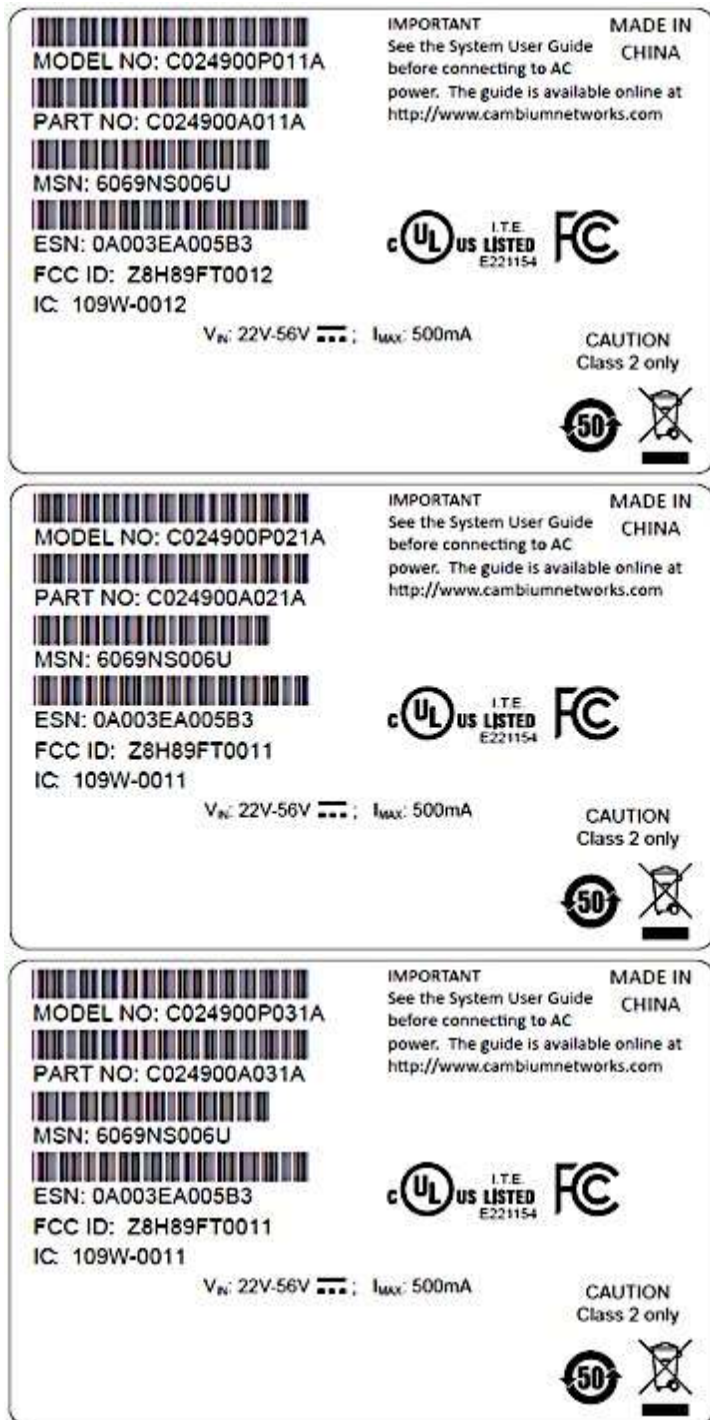 MODEL NO: C024900P011A
PART NO: C024900A011A
MSN: 6069NS006U
ESN: 0A003EA005B3
FCC ID: Z8H89FT0012
IC: 109W-0012
IMPORTANT
See the System User Guide
before connecting to AC
power. The guide is available online at
http://www.cambiumnetworks.com
MADE IN
CHINA
C UL US LISTED
I.T.E.
E221154
FC
VIN: 22V-56V ; IMAX: 500mA
CAUTION
Class 2 only
50
MODEL NO: C024900P021A
PART NO: C024900A021A
MSN: 6069NS006U
ESN: 0A003EA005B3
FCC ID: Z8H89FT0011
IC: 109W-0011
IMPORTANT
See the System User Guide
before connecting to AC
power. The guide is available online at
http://www.cambiumnetworks.com
MADE IN
CHINA
C UL US LISTED
I.T.E.
E221154
FC
VIN: 22V-56V ; IMAX: 500mA
CAUTION
Class 2 only
50
MODEL NO: C024900P031A
PART NO: C024900A031A
MSN: 6069NS006U
ESN: 0A003EA005B3
FCC ID: Z8H89FT0011
IC: 109W-0011
IMPORTANT
See the System User Guide
before connecting to AC
power. The guide is available online at
http://www.cambiumnetworks.com
MADE IN
CHINA
C UL US LISTED
I.T.E.
E221154
FC
VIN: 22V-56V ; IMAX: 500mA
CAUTION
Class 2 only
50